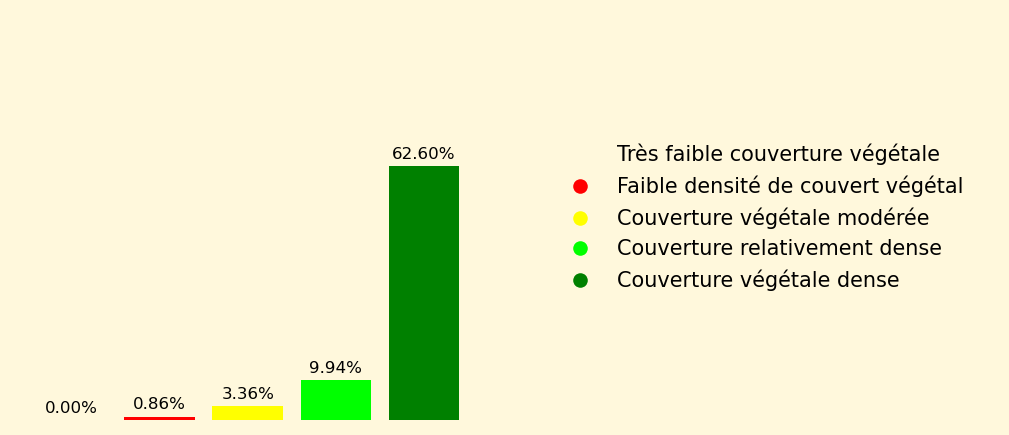 62.60%
9.94%
3.36%
0.86%
0.00%
Très faible couverture végétale
Faible densité de couvert végétal
Couverture végétale modérée
Couverture relativement dense
Couverture végétale dense